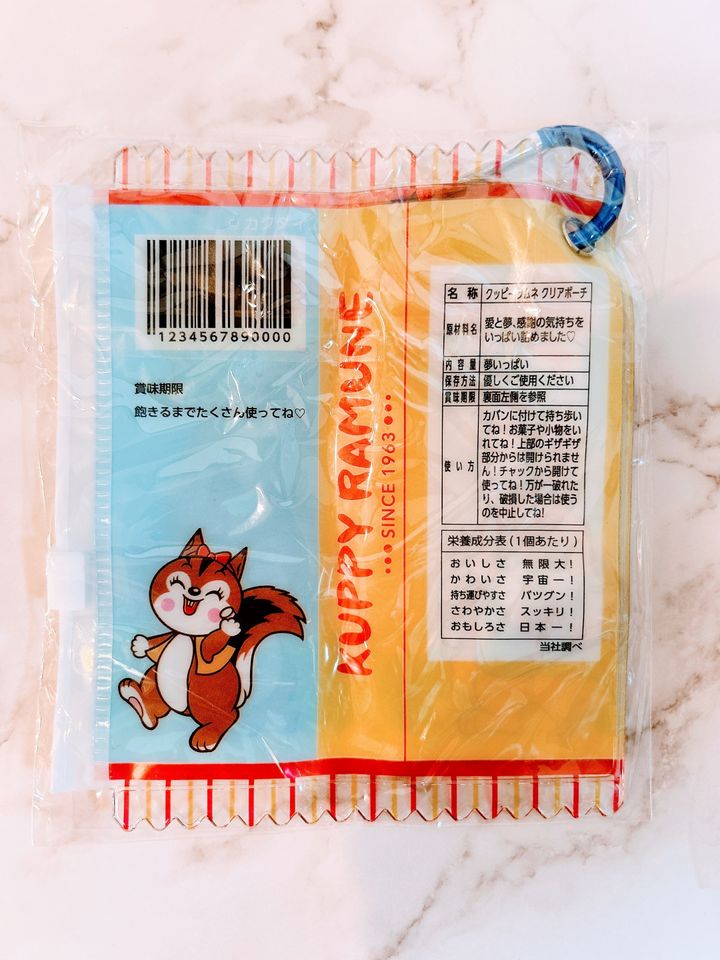 © カクダイ
1234567890000
賞味期限
飽きるまでたくさん使ってね♡
KUPPY RAMUNE
••• SINCE 1963 •••
名称 クッピーラムネ クリアポーチ
原材料名 愛と夢、感謝の気持ちを
いっぱい詰めました♡
内容量 夢いっぱい
保存方法 優しくご使用ください
賞味期限 裏面左側を参照
使い方 カバンに付けて持ち歩い
てね!お菓子や小物をい
れてね!上部のギザギザ
部分からは開けられませ
ん!チャックから開けて
使ってね!万が一破れた
り、破損した場合は使う
のを中止してね!
栄養成分表(1個あたり)
おいしさ 無限大!
かわいさ 宇宙一!
持ち運びやすさ バツグン!
さわやかさ スッキリ!
おもしろさ 日本一!
当社調べ